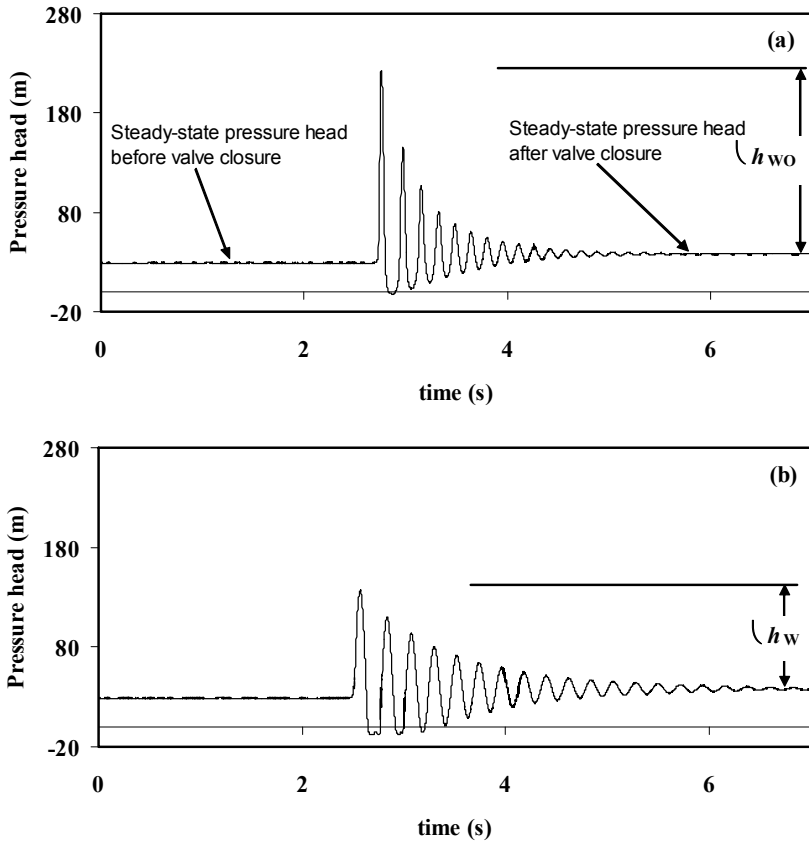 280
(a)
180
Steady-state pressure head
before valve closure
Steady-state pressure head
after valve closure
h WO
Pressure head (m)
80
-20
0
2
4
6
time (s)
280
(b)
180
Pressure head (m)
80
h W
-20
0
2
4
6
time (s)